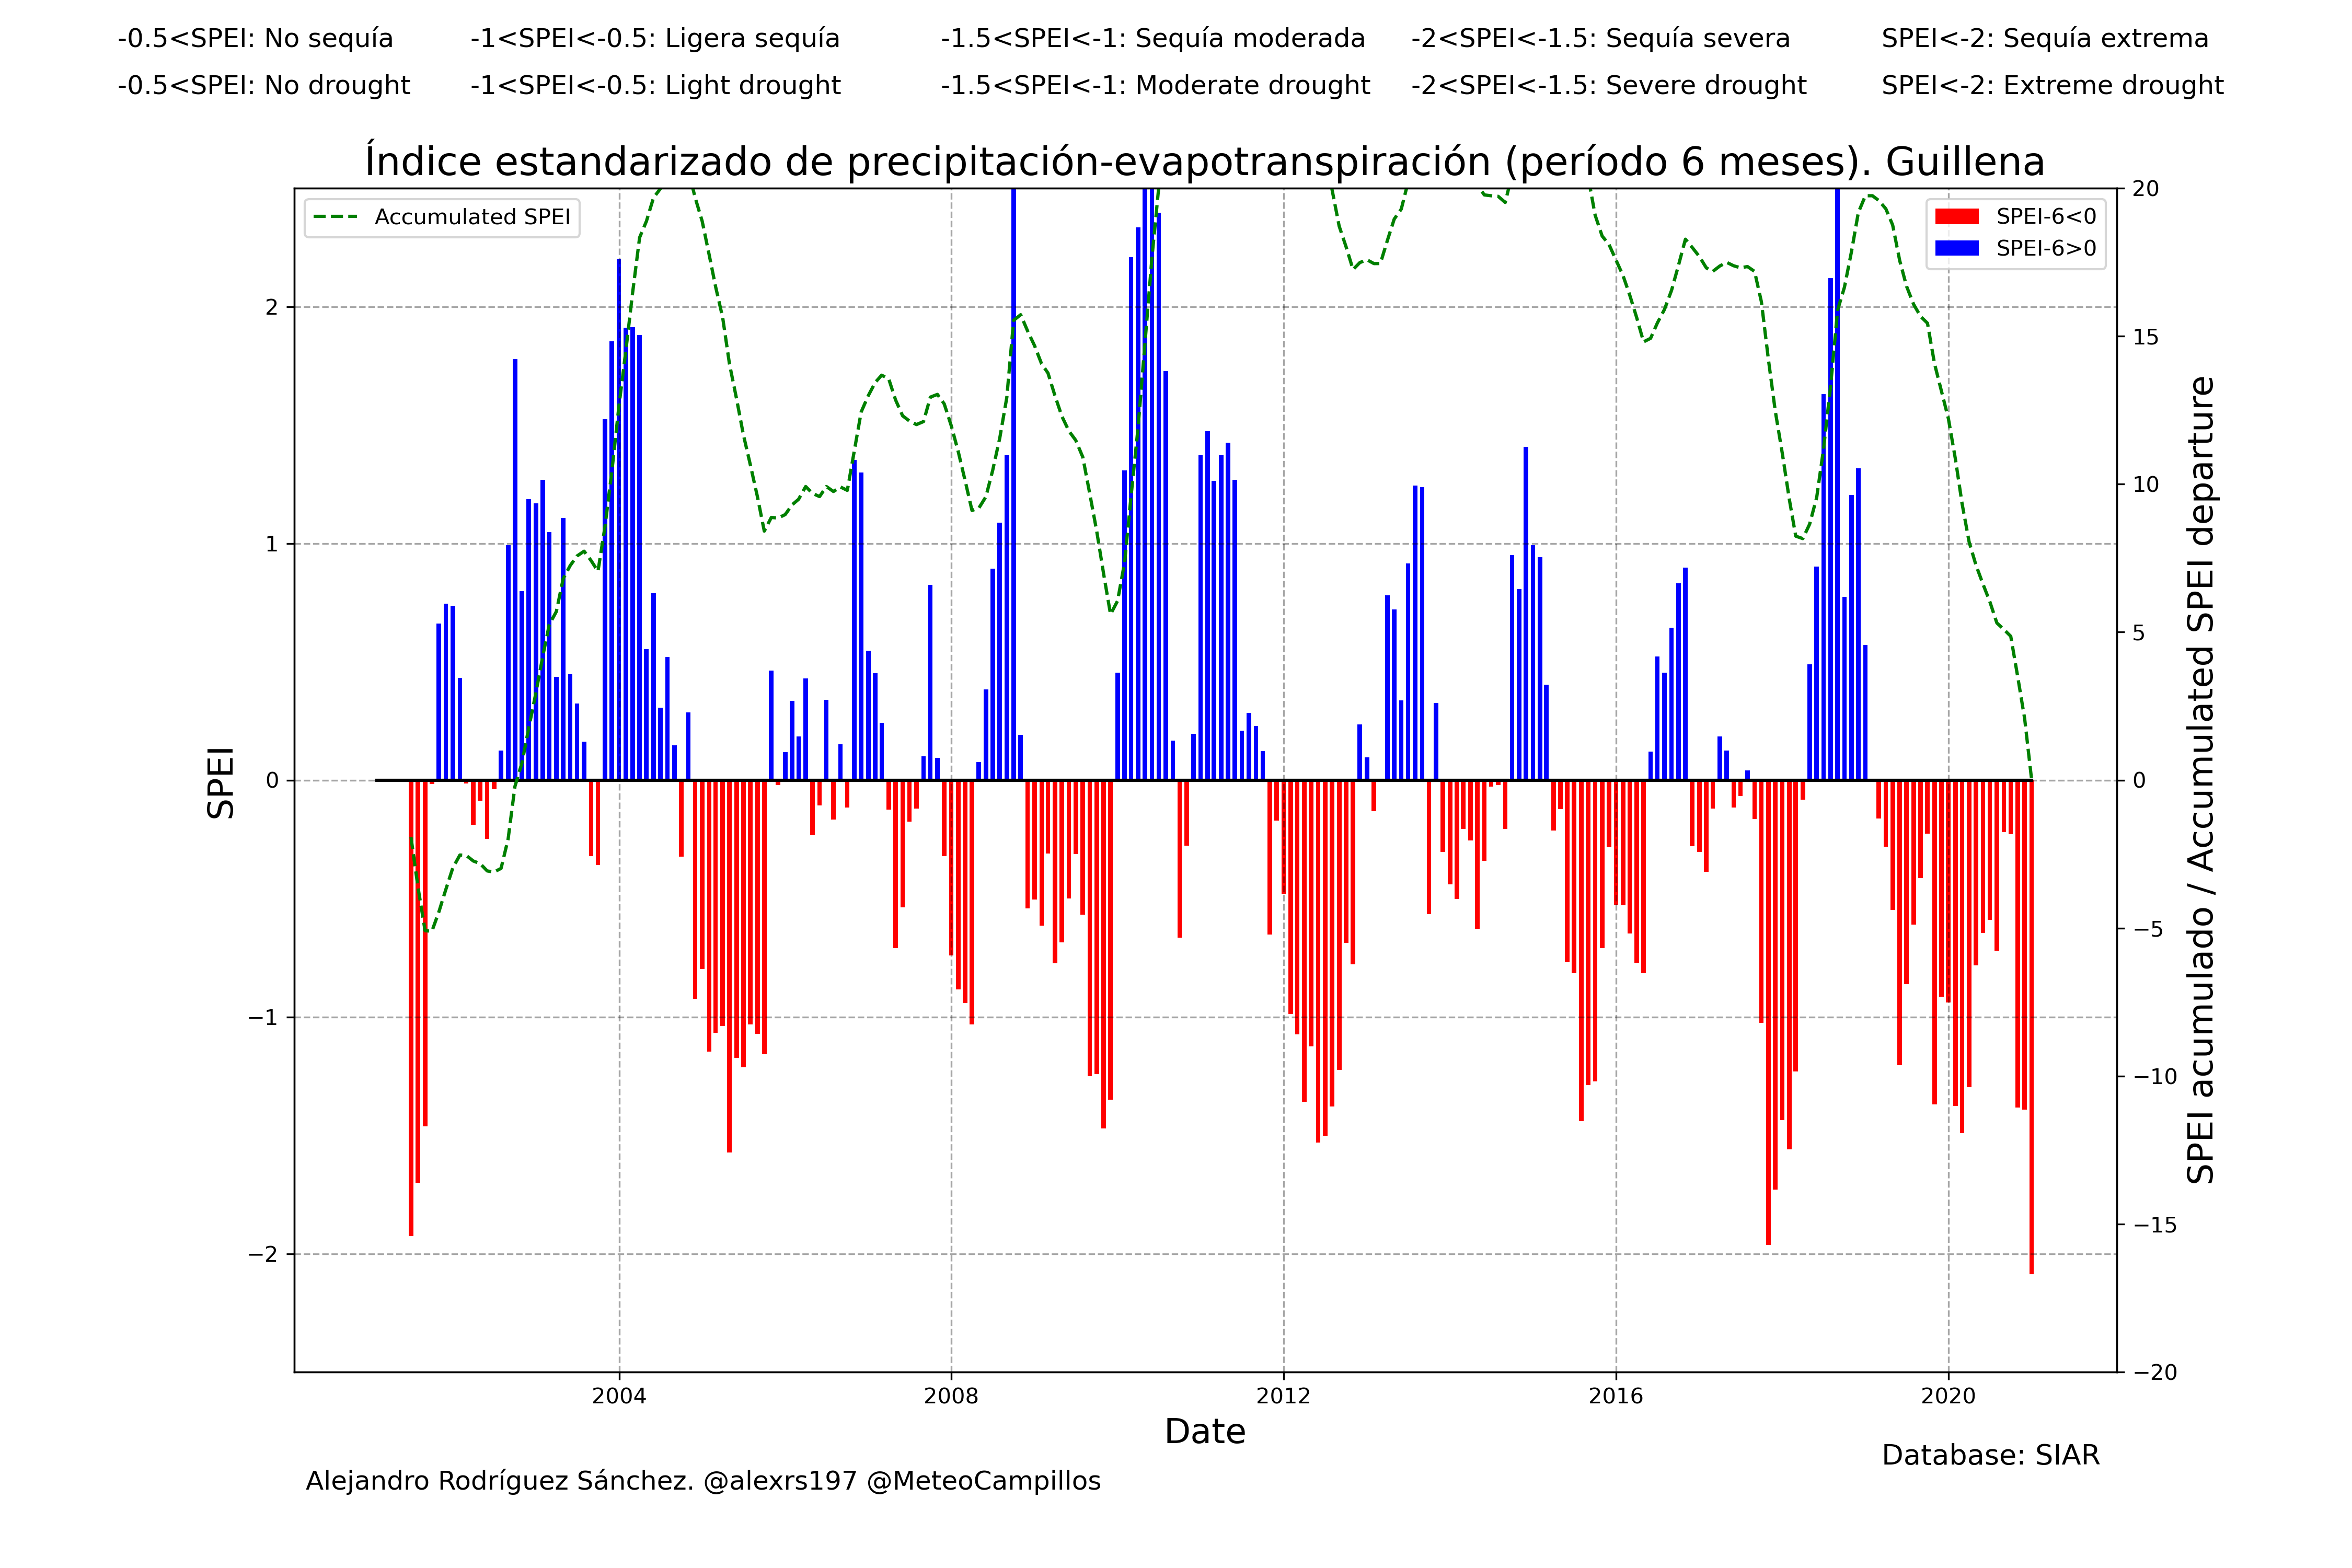 -0.5<SPEI: No sequía -1<SPEI<-0.5: Ligera sequía -1.5<SPEI<-1: Sequía moderada -2<SPEI<-1.5: Sequía severa SPEI<-2: Sequía extrema
-0.5<SPEI: No drought -1<SPEI<-0.5: Light drought -1.5<SPEI<-1: Moderate drought -2<SPEI<-1.5: Severe drought SPEI<-2: Extreme drought
Índice estandarizado de precipitación-evapotranspiración (período 6 meses). Guillena
Accumulated SPEI
SPEI-6<0
SPEI-6>0
SPEI
2
1
0
−1
−2
20
15
10
5
0
−5
−10
−15
−20
SPEI acumulado / Accumulated SPEI departure
2004 2008 2012 2016 2020
Date
Database: SIAR
Alejandro Rodríguez Sánchez. @alexrs197 @MeteoCampillos